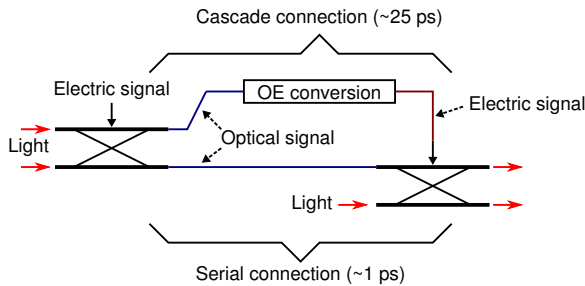 Cascade connection (~25 ps)
Electric signal
OE conversion
Electric signal
Light
Optical signal
Light
Serial connection (~1 ps)